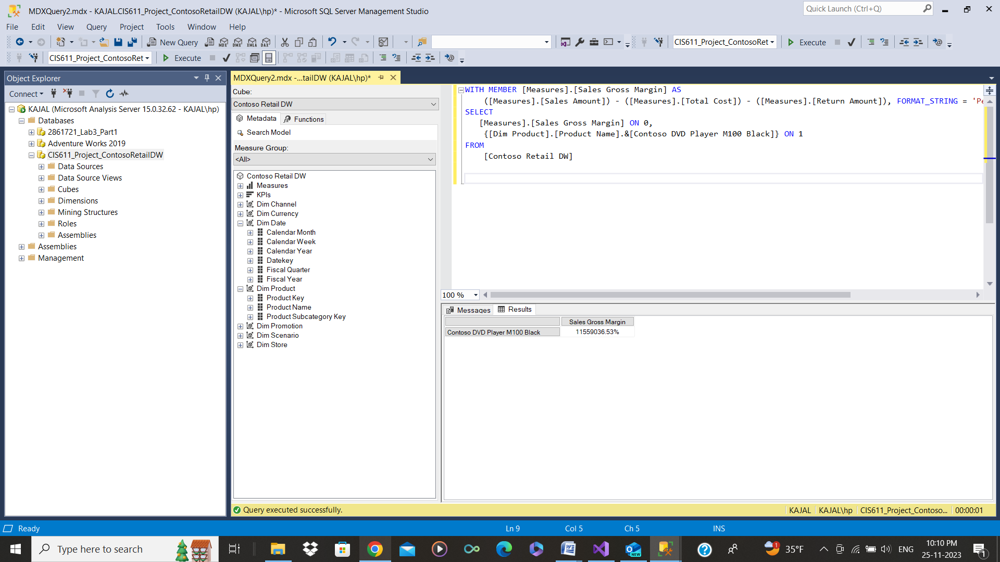 MDXQuery2.mdx - KAJAL.CIS611_Project_ContosoRetailDW (KAJAL\hp)* - Microsoft SQL Server Management Studio
Quick Launch (Ctrl+Q)
File Edit View Query Project Tools Window Help
New Query
MDX DMX XMLA DAX
CIS611_Project_ContosoRet
Execute
CIS611_Project_ContosoRet
Execute
Object Explorer
Connect
KAJAL (Microsoft Analysis Server 15.0.32.62 - KAJAL\hp)
Databases
2861721_Lab3_Part1
Adventure Works 2019
CIS611_Project_ContosoRetailDW
Data Sources
Data Source Views
Cubes
Dimensions
Mining Structures
Roles
Assemblies
Assemblies
Management
MDXQuery2.mdx -...tailDW (KAJAL\hp)*
Cube:
Contoso Retail DW
Metadata
Functions
Search Model
Measure Group:
<All>
Contoso Retail DW
Measures
KPIs
Dim Channel
Dim Currency
Dim Date
Calendar Month
Calendar Week
Calendar Year
Datekey
Fiscal Quarter
Fiscal Year
Dim Product
Product Key
Product Name
Product Subcategory Key
Dim Promotion
Dim Scenario
Dim Store
WITH MEMBER [Measures].[Sales Gross Margin] AS
([Measures].[Sales Amount]) - ([Measures].[Total Cost]) - ([Measures].[Return Amount]), FORMAT_STRING = 'Pe
SELECT
[Measures].[Sales Gross Margin] ON 0,
{[Dim Product].[Product Name].&[Contoso DVD Player M100 Black]} ON 1
FROM
[Contoso Retail DW]
100 %
Messages
Results
Sales Gross Margin
Contoso DVD Player M100 Black 11559036.53%
Query executed successfully.
KAJAL KAJAL\hp CIS611_Project_Contoso... 00:00:01
Ready
Ln 9 Col 5 Ch 5 INS
Type here to search
NEW
1
35°F
ENG
10:10 PM
25-11-2023
1